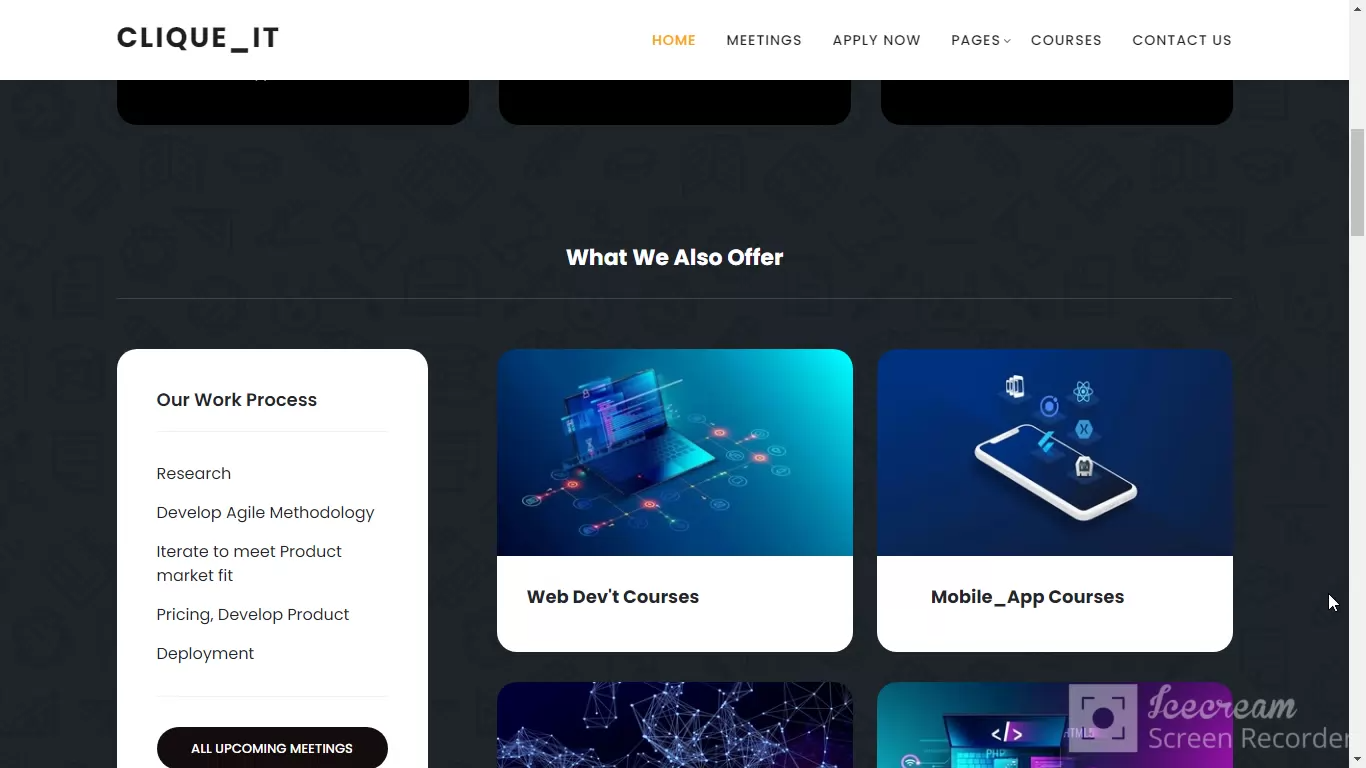 CLIQUE_IT
HOME MEETINGS APPLY NOW PAGES COURSES CONTACT US
What We Also Offer
Our Work Process
Research
Develop Agile Methodology
Iterate to meet Product
market fit
Pricing, Develop Product
Deployment
ALL UPCOMING MEETINGS
Web Dev't Courses
Mobile_App Courses
</>
PHP
HTML5
Icecream
Screen Recorder